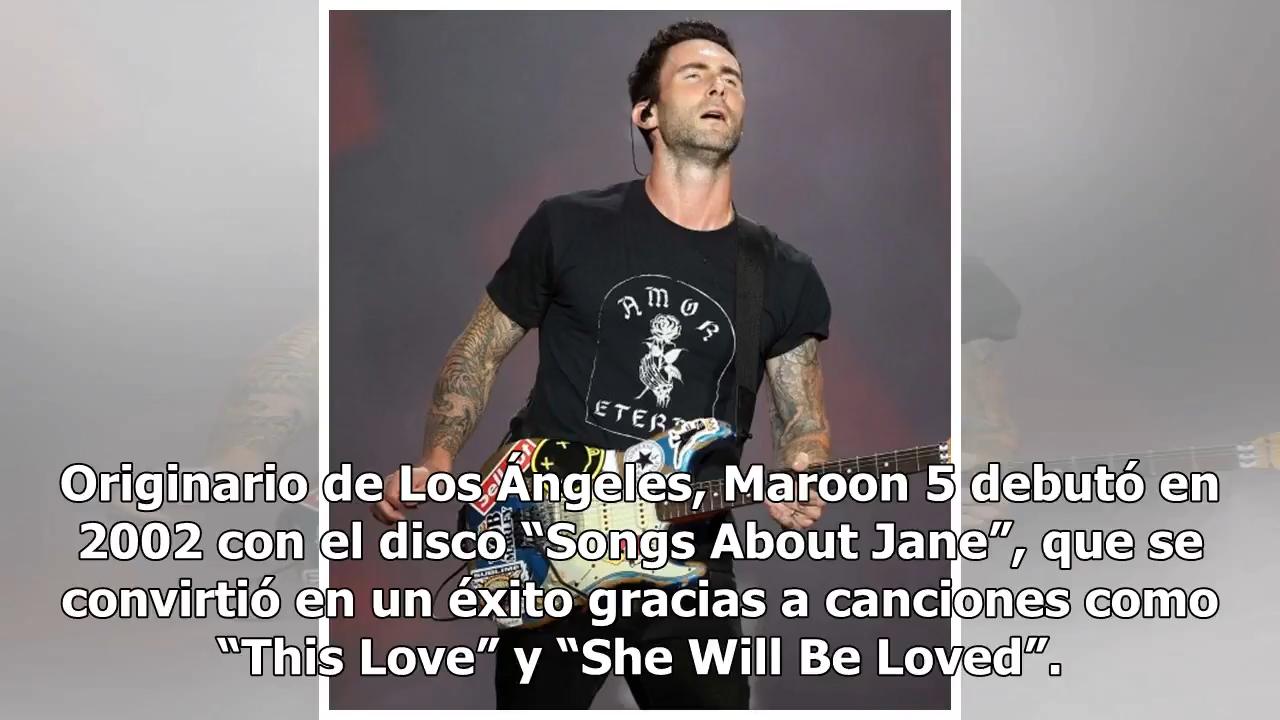 AMOR
ETER
Originario de Los Ángeles, Maroon 5 debutó en
2002 con el disco “Songs About Jane”, que se
convirtió en un éxito gracias a canciones como
“This Love” y “She Will Be Loved”.